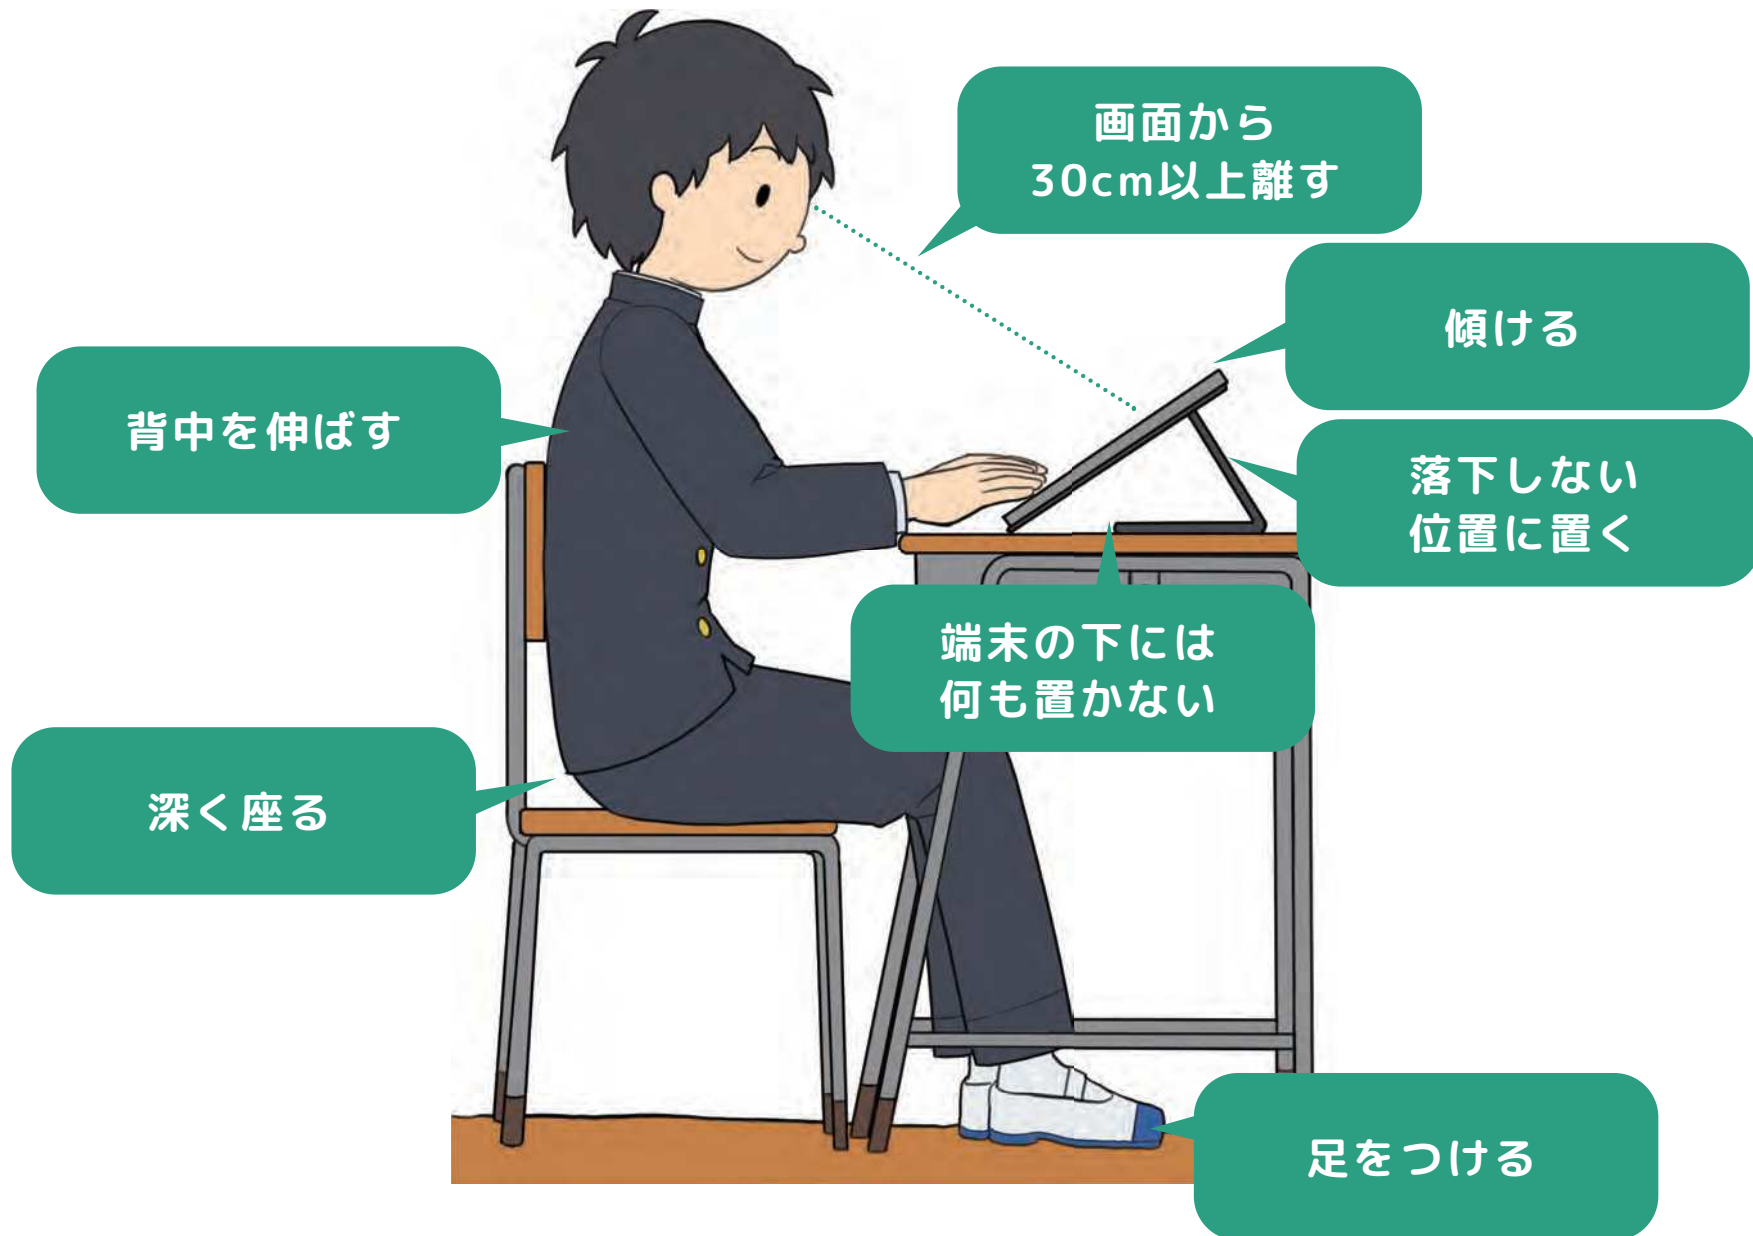 画面から
30cm以上離す
傾ける
背中を伸ばす
落下しない
位置に置く
端末の下には
何も置かない
深く座る
足をつける